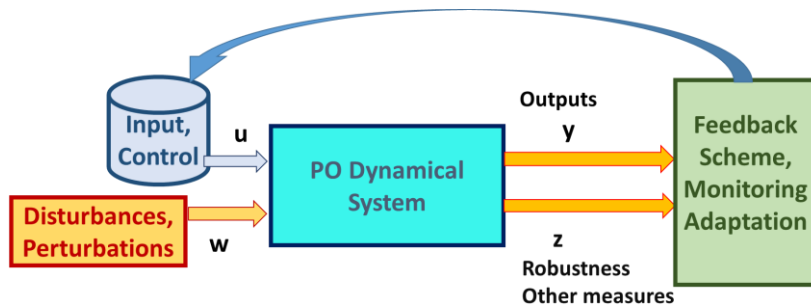 Input,
Control
u
Disturbances,
Perturbations
w
PO Dynamical
System
Outputs
y
z
Robustness
Other measures
Feedback
Scheme,
Monitoring
Adaptation